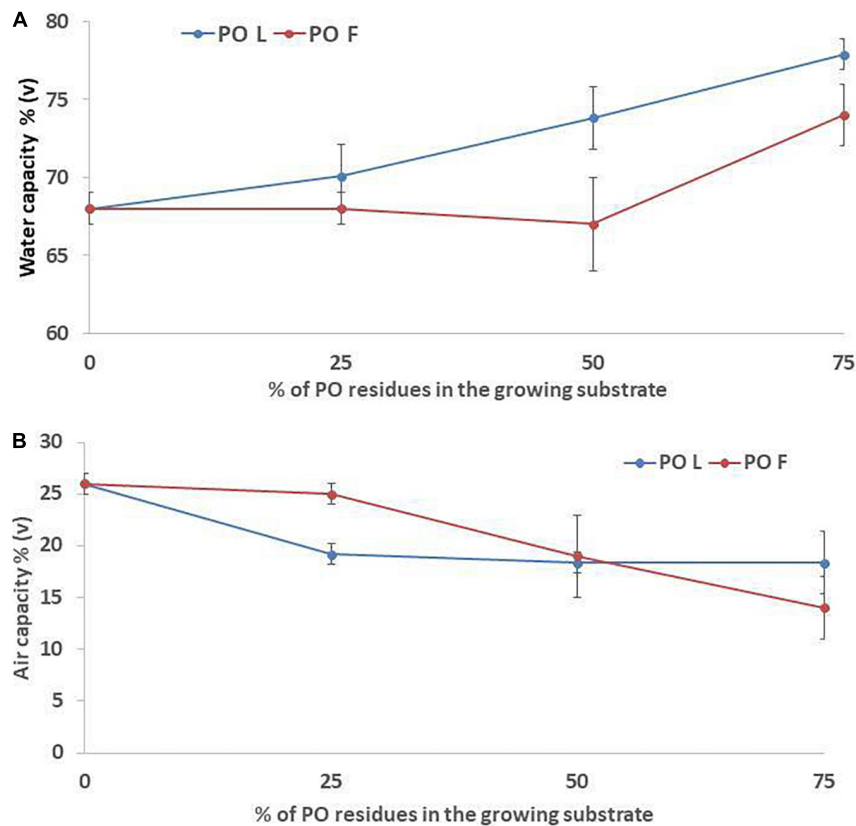 A
PO L PO F
Water capacity % (v)
80
75
70
65
60
0 25 50 75
% of PO residues in the growing substrate
B
PO L PO F
Air capacity % (v)
30
25
20
15
10
5
0
0 25 50 75
% of PO residues in the growing substrate